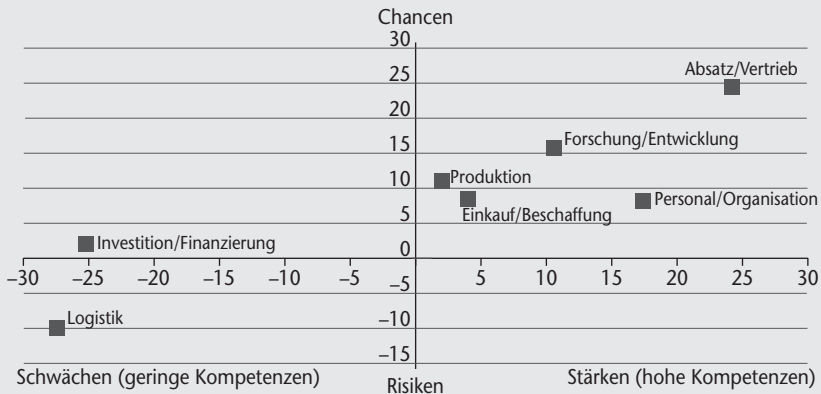 Chancen
30
Absatz/Vertrieb
25
20
Forschung/Entwicklung
15
Produktion
10
Personal/Organisation
Einkauf/Beschaffung
5
Investition/Finanzierung
0
–30 –25 –20 –15 –10 –5 5 10 15 20 25 30
–5
Logistik
–10
–15
Schwächen (geringe Kompetenzen) Stärken (hohe Kompetenzen)
Risiken